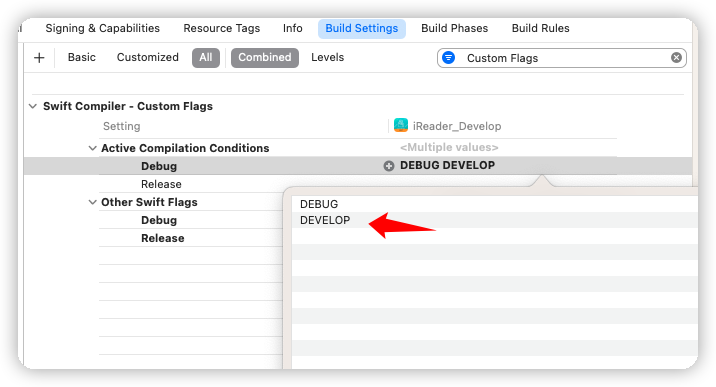 Signing & Capabilities Resource Tags Info Build Settings Build Phases Build Rules
+ Basic Customized All Combined Levels Custom Flags
Swift Compiler - Custom Flags
Setting iReader_Develop
Active Compilation Conditions <Multiple values>
Debug DEBUG DEVELOP
Release
Other Swift Flags
Debug
Release
DEBUG
DEVELOP